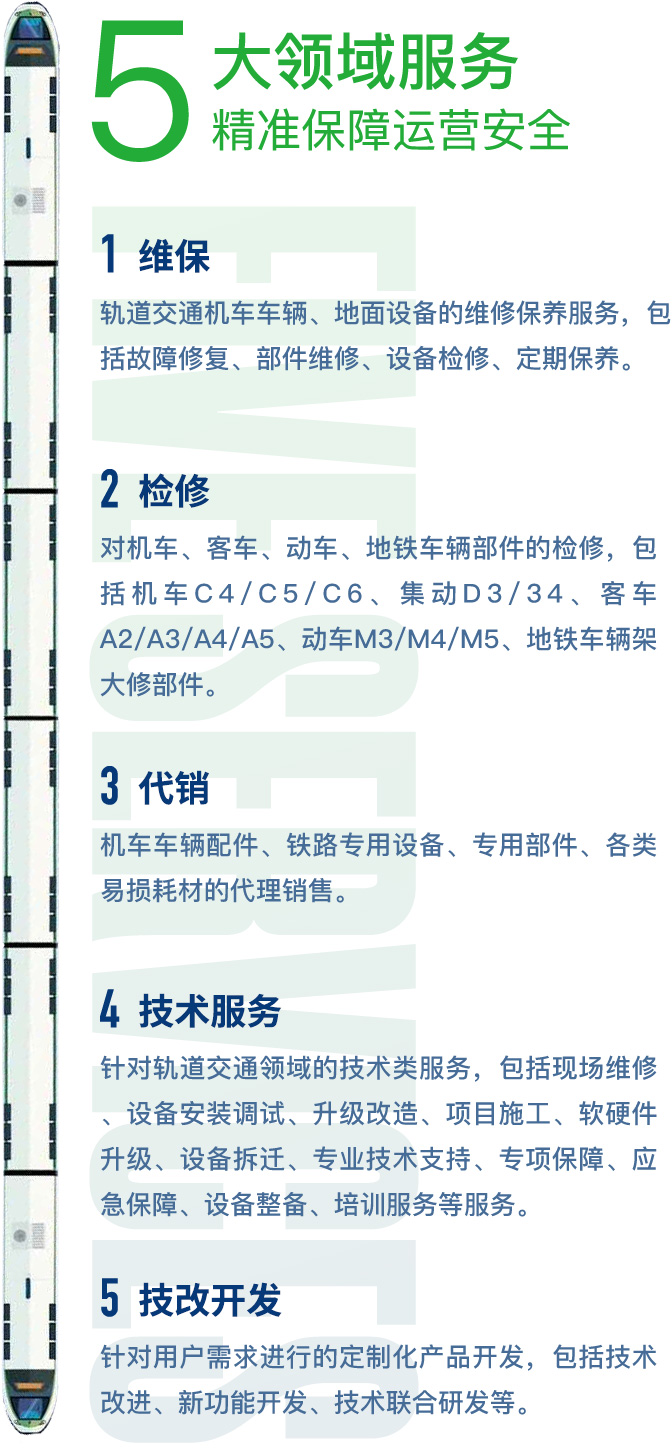 5
大领域服务
精准保障运营安全
FIVE SERVICES
1 维保
轨道交通机车车辆、地面设备的维修保养服务，包
括故障修复、部件维修、设备检修、定期保养。
2 检修
对机车、客车、动车、地铁车辆部件的检修，包
括机车C4/C5/C6、集动D3/34、客车
A2/A3/A4/A5、动车M3/M4/M5、地铁车辆架
大修部件。
3 代销
机车车辆配件、铁路专用设备、专用部件、各类
易损耗材的代理销售。
4 技术服务
针对轨道交通领域的技术类服务，包括现场维修
、设备安装调试、升级改造、项目施工、软硬件
升级、设备拆迁、专业技术支持、专项保障、应
急保障、设备整备、培训服务等服务。
5 技改开发
针对用户需求进行的定制化产品开发，包括技术
改进、新功能开发、技术联合研发等。